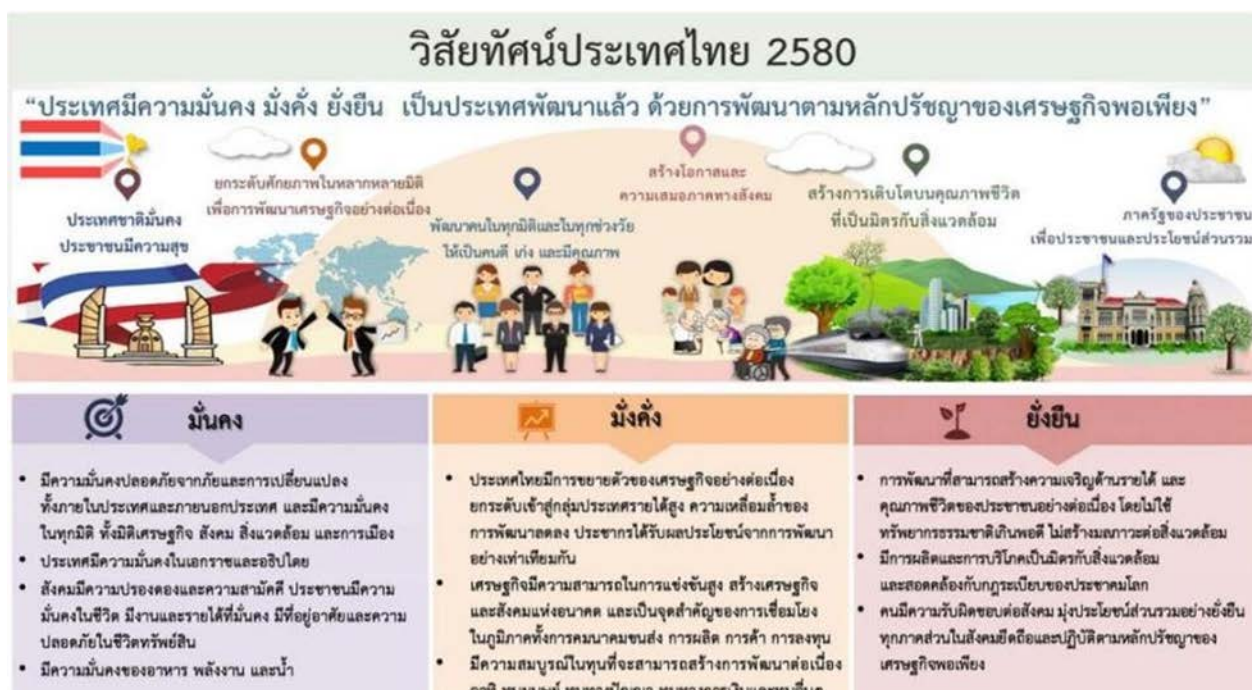 วิสัยทัศน์ประเทศไทย 2580
“ประเทศมีความมั่นคง มั่งคั่ง ยั่งยืน เป็นประเทศพัฒนาแล้ว ด้วยการพัฒนาตามหลักปรัชญาของเศรษฐกิจพอเพียง”
ประเทศชาติมั่นคง
ประชาชนมีความสุข
ยกระดับศักยภาพในหลากหลายมิติ
เพื่อการพัฒนาเศรษฐกิจอย่างต่อเนื่อง
พัฒนาคนในทุกมิติและในทุกช่วงวัย
ให้เป็นคนดี เก่ง และมีคุณภาพ
สร้างโอกาสและ
ความเสมอภาคทางสังคม
สร้างการเติบโตบนคุณภาพชีวิต
ที่เป็นมิตรกับสิ่งแวดล้อม
ภาครัฐของประชาชน
เพื่อประชาชนและประโยชน์ส่วนรวม
มั่นคง
• มีความมั่นคงปลอดภัยจากภัยและการเปลี่ยนแปลง
ทั้งภายในประเทศและภายนอกประเทศ และมีความมั่นคง
ในทุกมิติ ทั้งมิติเศรษฐกิจ สังคม สิ่งแวดล้อม และการเมือง
• ประเทศมีความมั่นคงในเอกราชและอธิปไตย
• สังคมมีความปรองดองและความสามัคคี ประชาชนมีความ
มั่นคงในชีวิต มีงานและรายได้ที่มั่นคง มีที่อยู่อาศัยและความ
ปลอดภัยในชีวิตทรัพย์สิน
• มีความมั่นคงของอาหาร พลังงาน และน้ำ
มั่งคั่ง
• ประเทศไทยมีการขยายตัวของเศรษฐกิจอย่างต่อเนื่อง
ยกระดับเข้าสู่กลุ่มประเทศรายได้สูง ความเหลื่อมล้ำของ
การพัฒนาลดลง ประชากรได้รับผลประโยชน์จากการพัฒนา
อย่างเท่าเทียมกัน
• เศรษฐกิจมีความสามารถในการแข่งขันสูง สร้างเศรษฐกิจ
และสังคมแห่งอนาคต และเป็นจุดสำคัญของการเชื่อมโยง
ในภูมิภาคทั้งการคมนาคมขนส่ง การผลิต การค้า การลงทุน
• มีความสมบูรณ์ในทุนที่จะสามารถสร้างการพัฒนาต่อเนื่อง
ยั่งยืน
• การพัฒนาที่สามารถสร้างความเจริญด้านรายได้ และ
คุณภาพชีวิตของประชาชนอย่างต่อเนื่อง โดยไม่ใช้
ทรัพยากรธรรมชาติเกินพอดี ไม่สร้างมลภาวะต่อสิ่งแวดล้อม
• มีการผลิตและการบริโภคเป็นมิตรกับสิ่งแวดล้อม
และสอดคล้องกับกฎระเบียบของประชาคมโลก
• คนมีความรับผิดชอบต่อสังคม มุ่งประโยชน์ส่วนรวมอย่างยั่งยืน
ทุกภาคส่วนในสังคมยึดถือและปฏิบัติตามหลักปรัชญาของ
เศรษฐกิจพอเพียง